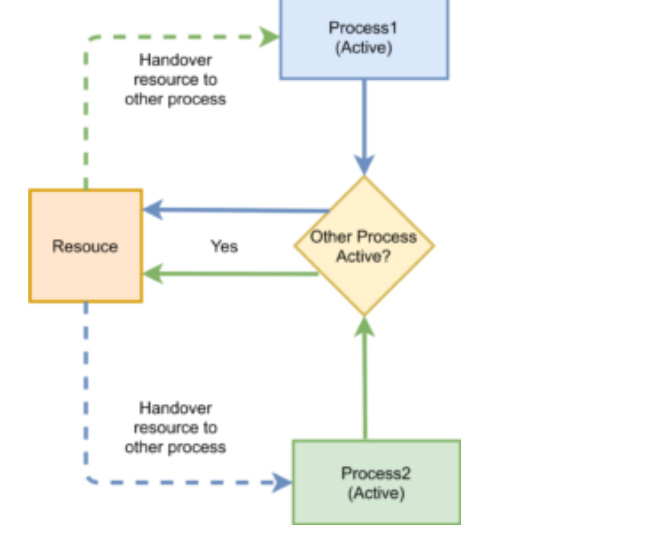 Process1
(Active)
Handover
resource to
other process
Other Process
Active?
Resouce
Yes
Handover
resource to
other process
Process2
(Active)